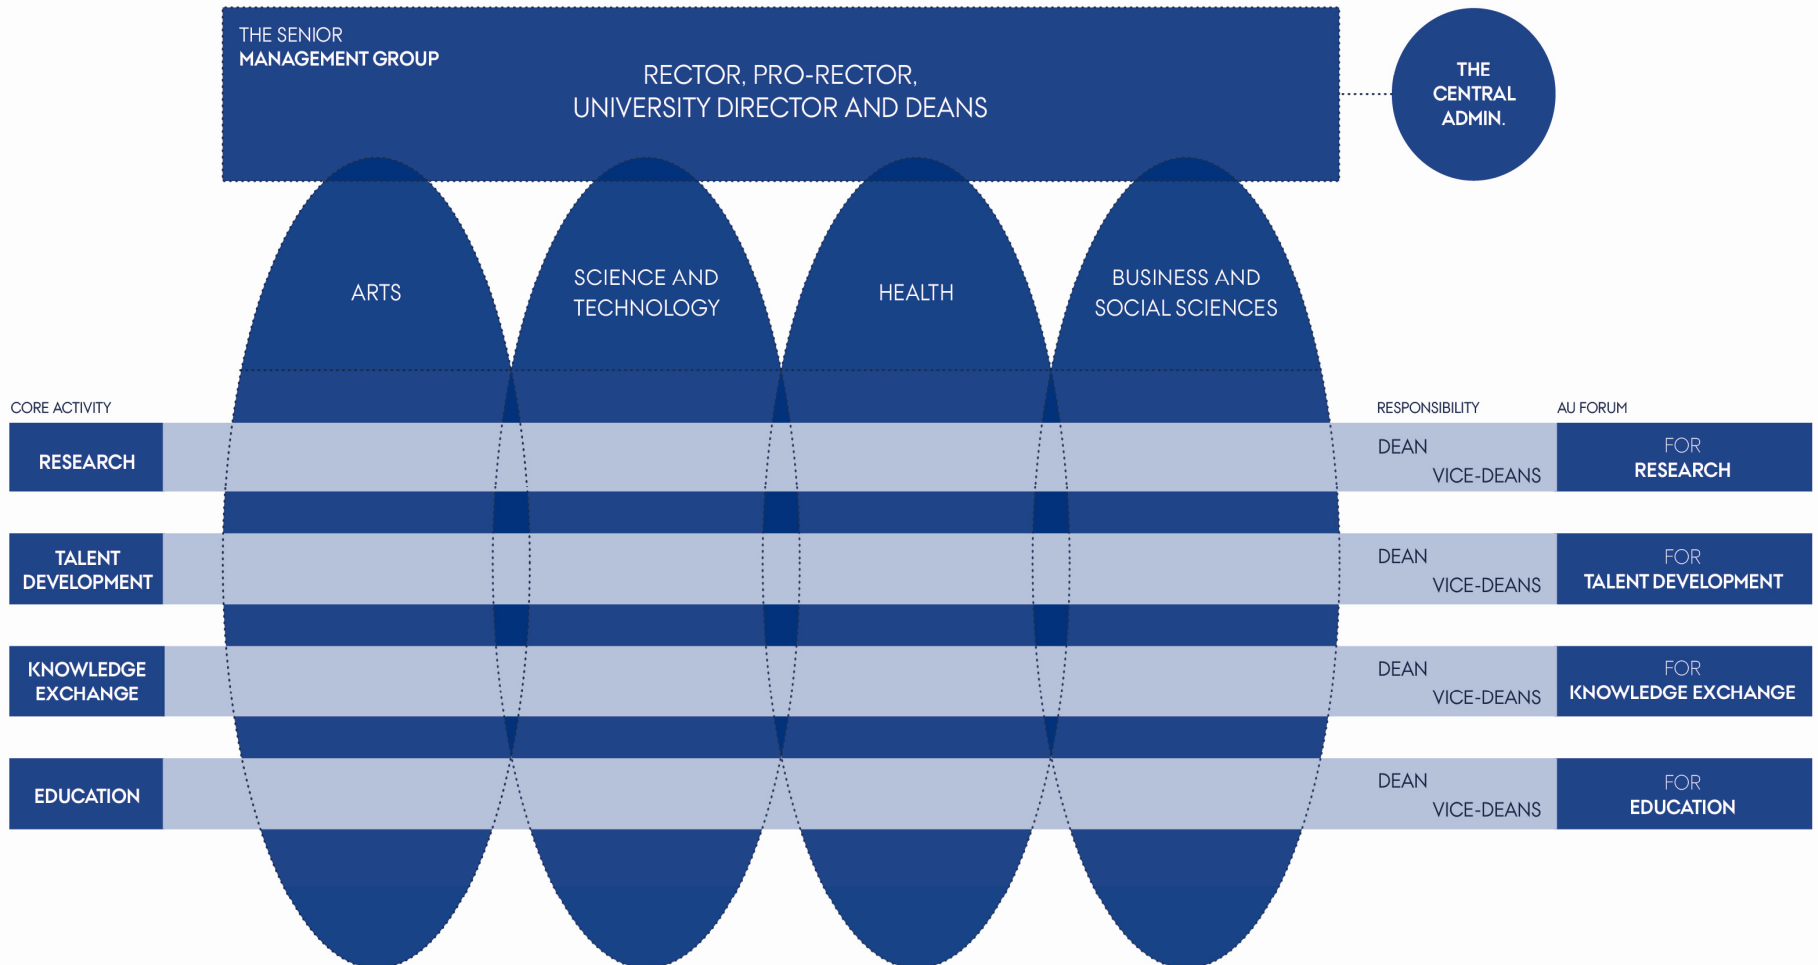 THE SENIOR
MANAGEMENT GROUP
RECTOR, PRO-RECTOR,
UNIVERSITY DIRECTOR AND DEANS
THE
CENTRAL
ADMIN.
ARTS
SCIENCE AND
TECHNOLOGY
HEALTH
BUSINESS AND
SOCIAL SCIENCES
CORE ACTIVITY
RESPONSIBILITY
AU FORUM
RESEARCH
DEAN
VICE-DEANS
FOR
RESEARCH
TALENT
DEVELOPMENT
DEAN
VICE-DEANS
FOR
TALENT DEVELOPMENT
KNOWLEDGE
EXCHANGE
DEAN
VICE-DEANS
FOR
KNOWLEDGE EXCHANGE
EDUCATION
DEAN
VICE-DEANS
FOR
EDUCATION